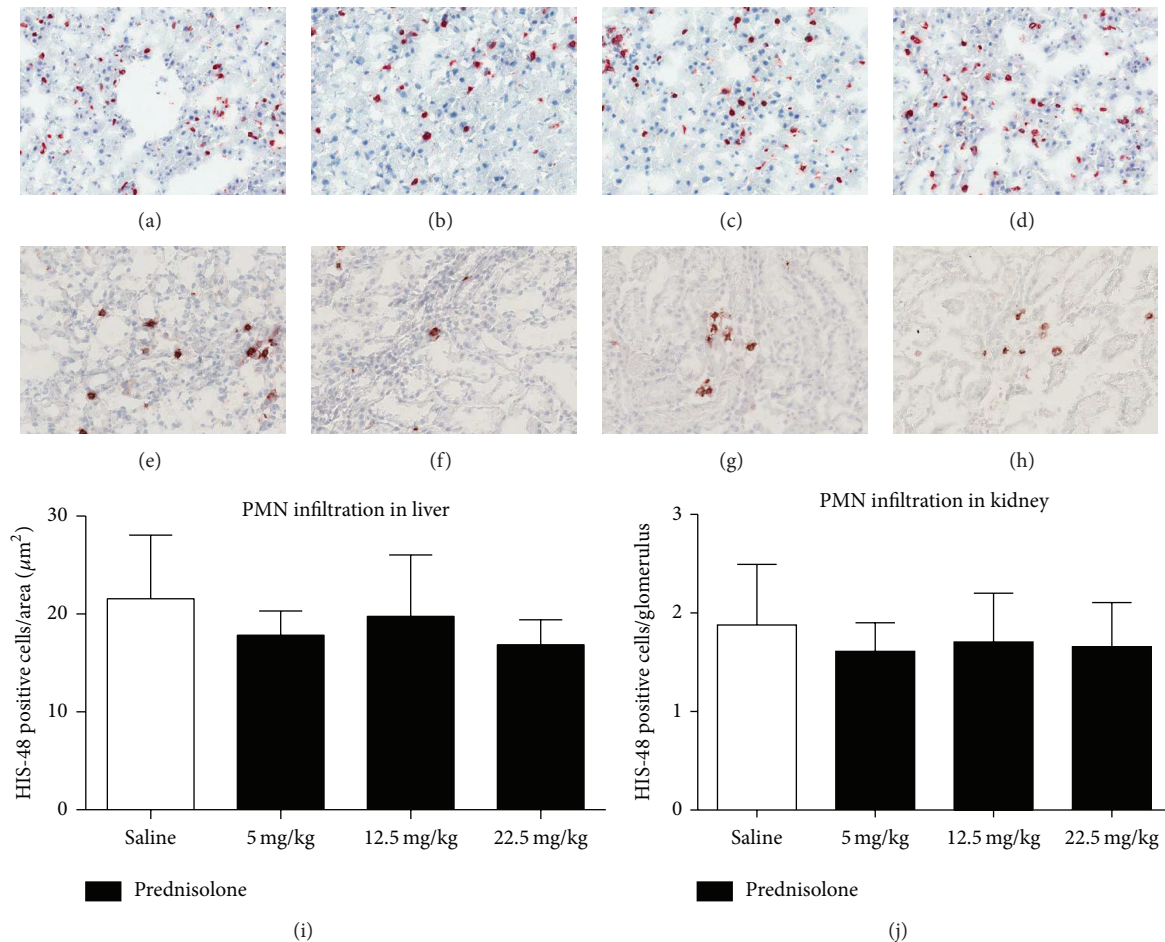 (a)
(b)
(c)
(d)
(e)
(f)
(g)
(h)
PMN infiltration in liver
HIS-48 positive cells/area (μm²)
30
20
10
0
Saline
5 mg/kg
12.5 mg/kg
22.5 mg/kg
Prednisolone
(i)
PMN infiltration in kidney
HIS-48 positive cells/glomerulus
3
2
1
0
Saline
5 mg/kg
12.5 mg/kg
22.5 mg/kg
Prednisolone
(j)